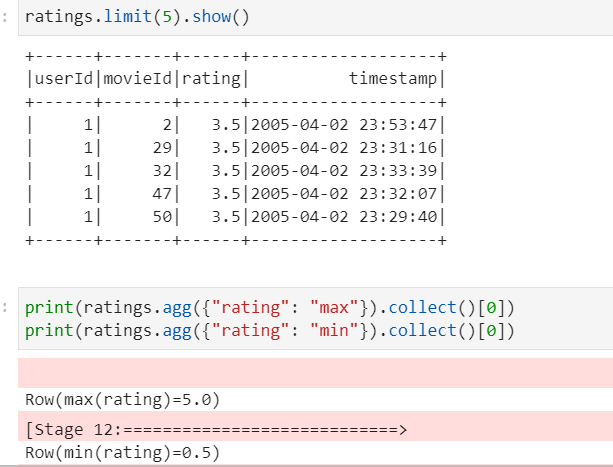 : ratings.limit(5).show()
+------+-------+------+-------------------+
|userId|movieId|rating|          timestamp|
+------+-------+------+-------------------+
|     1|      2|   3.5|2005-04-02 23:53:47|
|     1|     29|   3.5|2005-04-02 23:31:16|
|     1|     32|   3.5|2005-04-02 23:33:39|
|     1|     47|   3.5|2005-04-02 23:32:07|
|     1|     50|   3.5|2005-04-02 23:29:40|
+------+-------+------+-------------------+
: print(ratings.agg({"rating": "max"}).collect()[0])
print(ratings.agg({"rating": "min"}).collect()[0])
Row(max(rating)=5.0)
[Stage 12:============================>
Row(min(rating)=0.5)